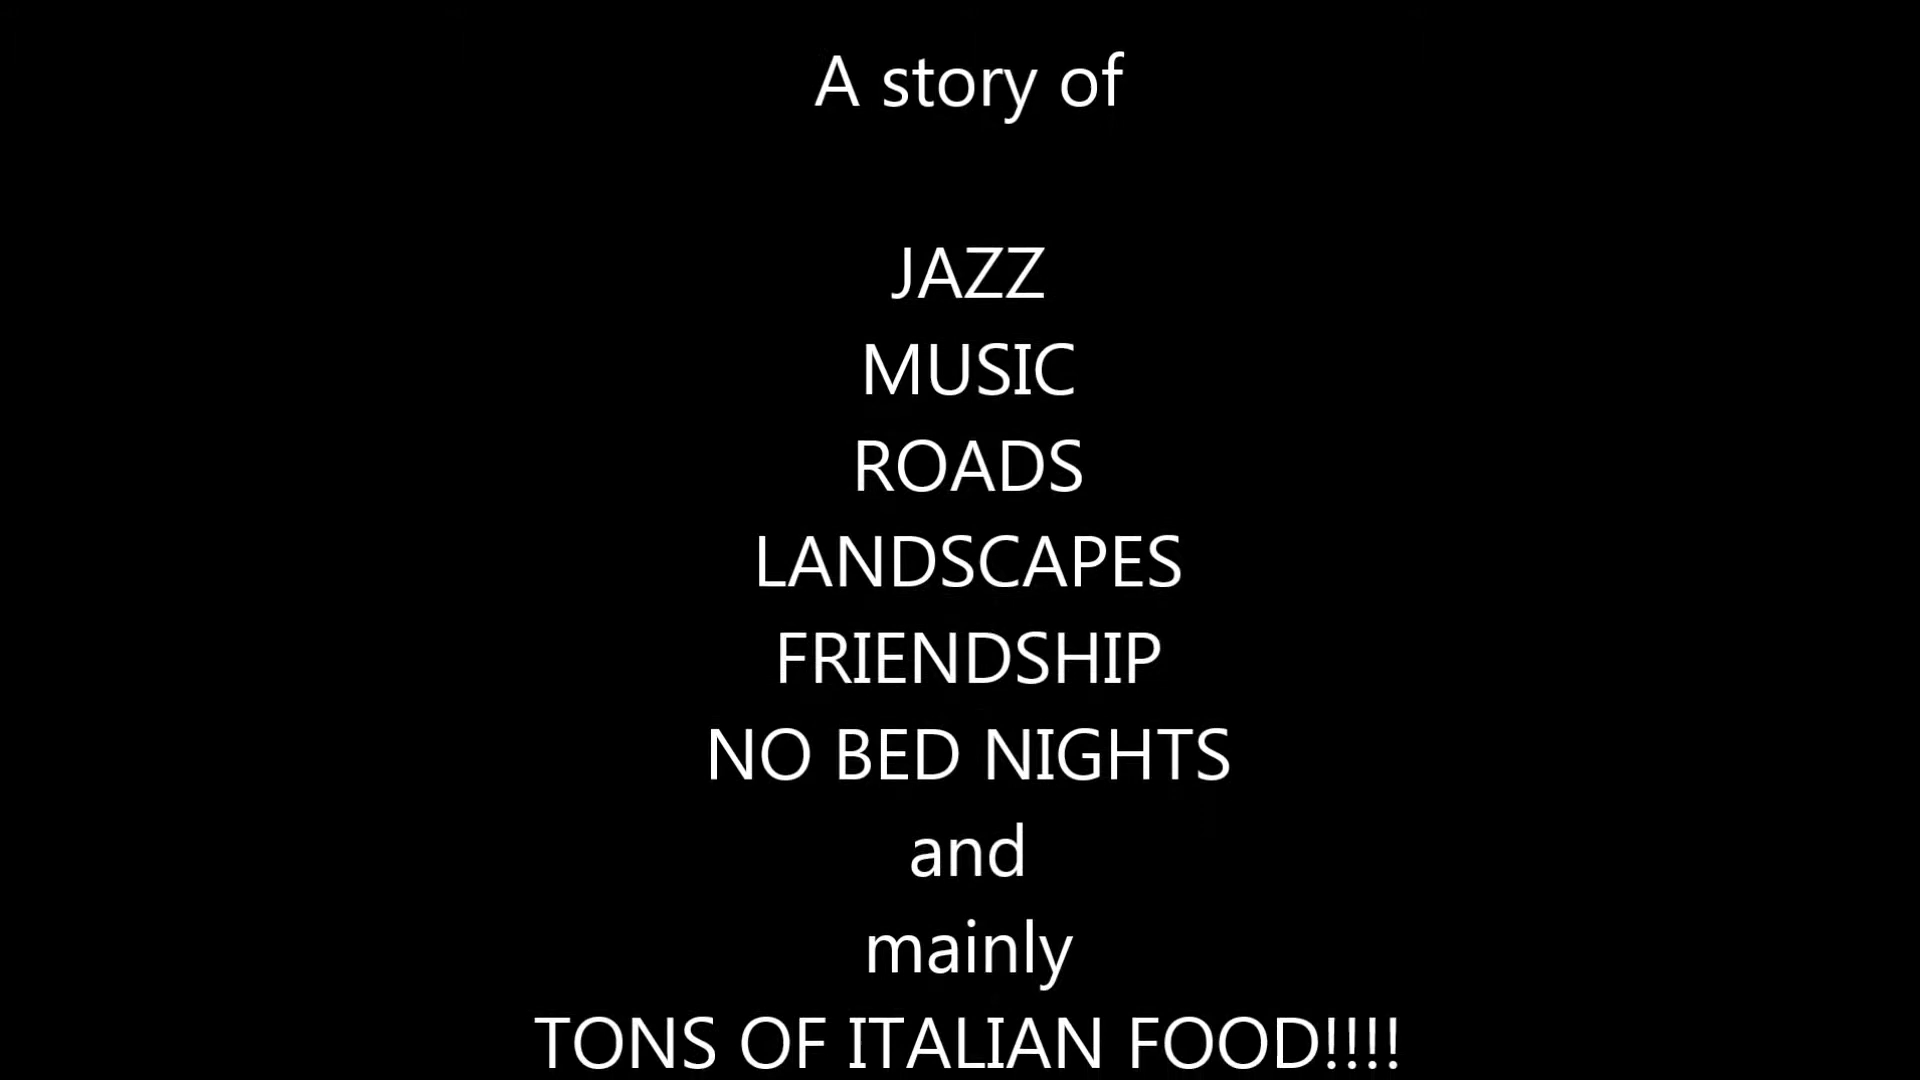 A story of
JAZZ
MUSIC
ROADS
LANDSCAPES
FRIENDSHIP
NO BED NIGHTS
and
mainly
TONS OF ITALIAN FOOD!!!!